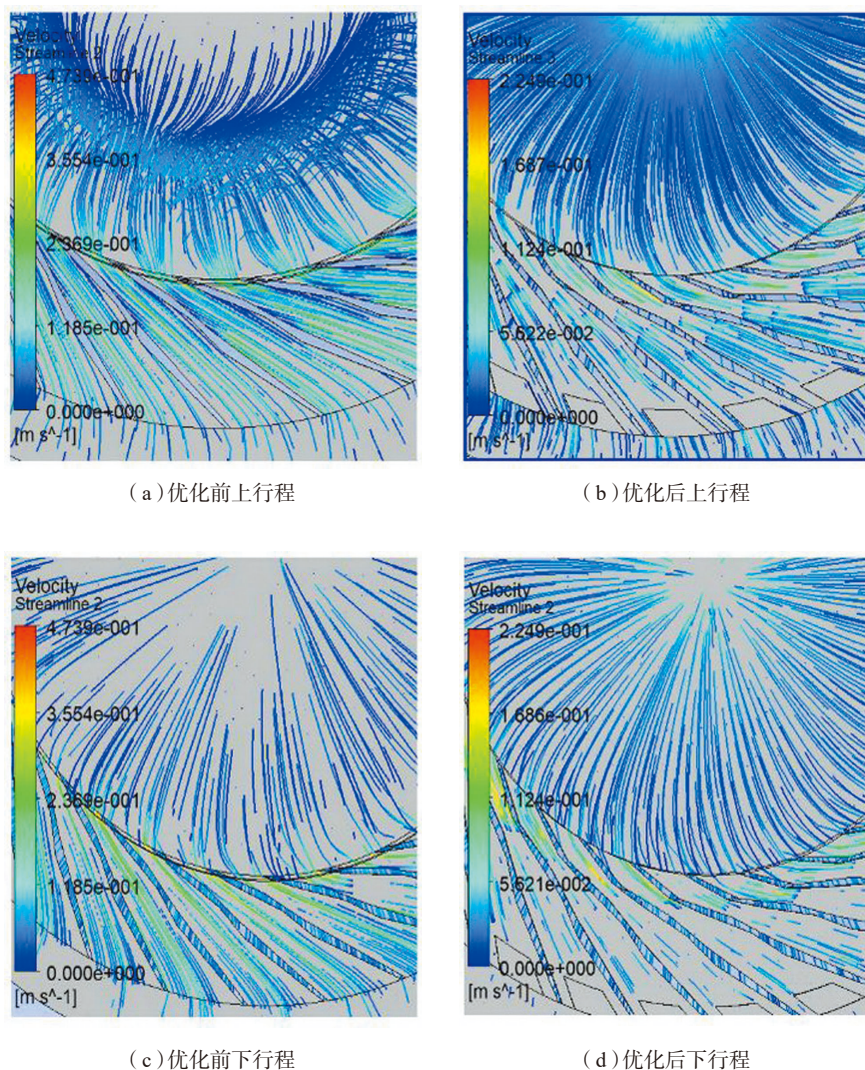 Velocity
Streamline 2
4.739e-001
3.554e-001
2.369e-001
1.185e-001
0.000e+000
[m s^-1]
(a)优化前上行程
Velocity
Streamline 3
2.249e-001
1.687e-001
1.124e-001
5.622e-002
0.000e+000
[m s^-1]
(b)优化后上行程
Velocity
Streamline 2
4.739e-001
3.554e-001
2.369e-001
1.185e-001
0.000e+000
[m s^-1]
(c)优化前下行程
Velocity
Streamline 2
2.249e-001
1.686e-001
1.124e-001
5.621e-002
0.000e+000
[m s^-1]
(d)优化后下行程